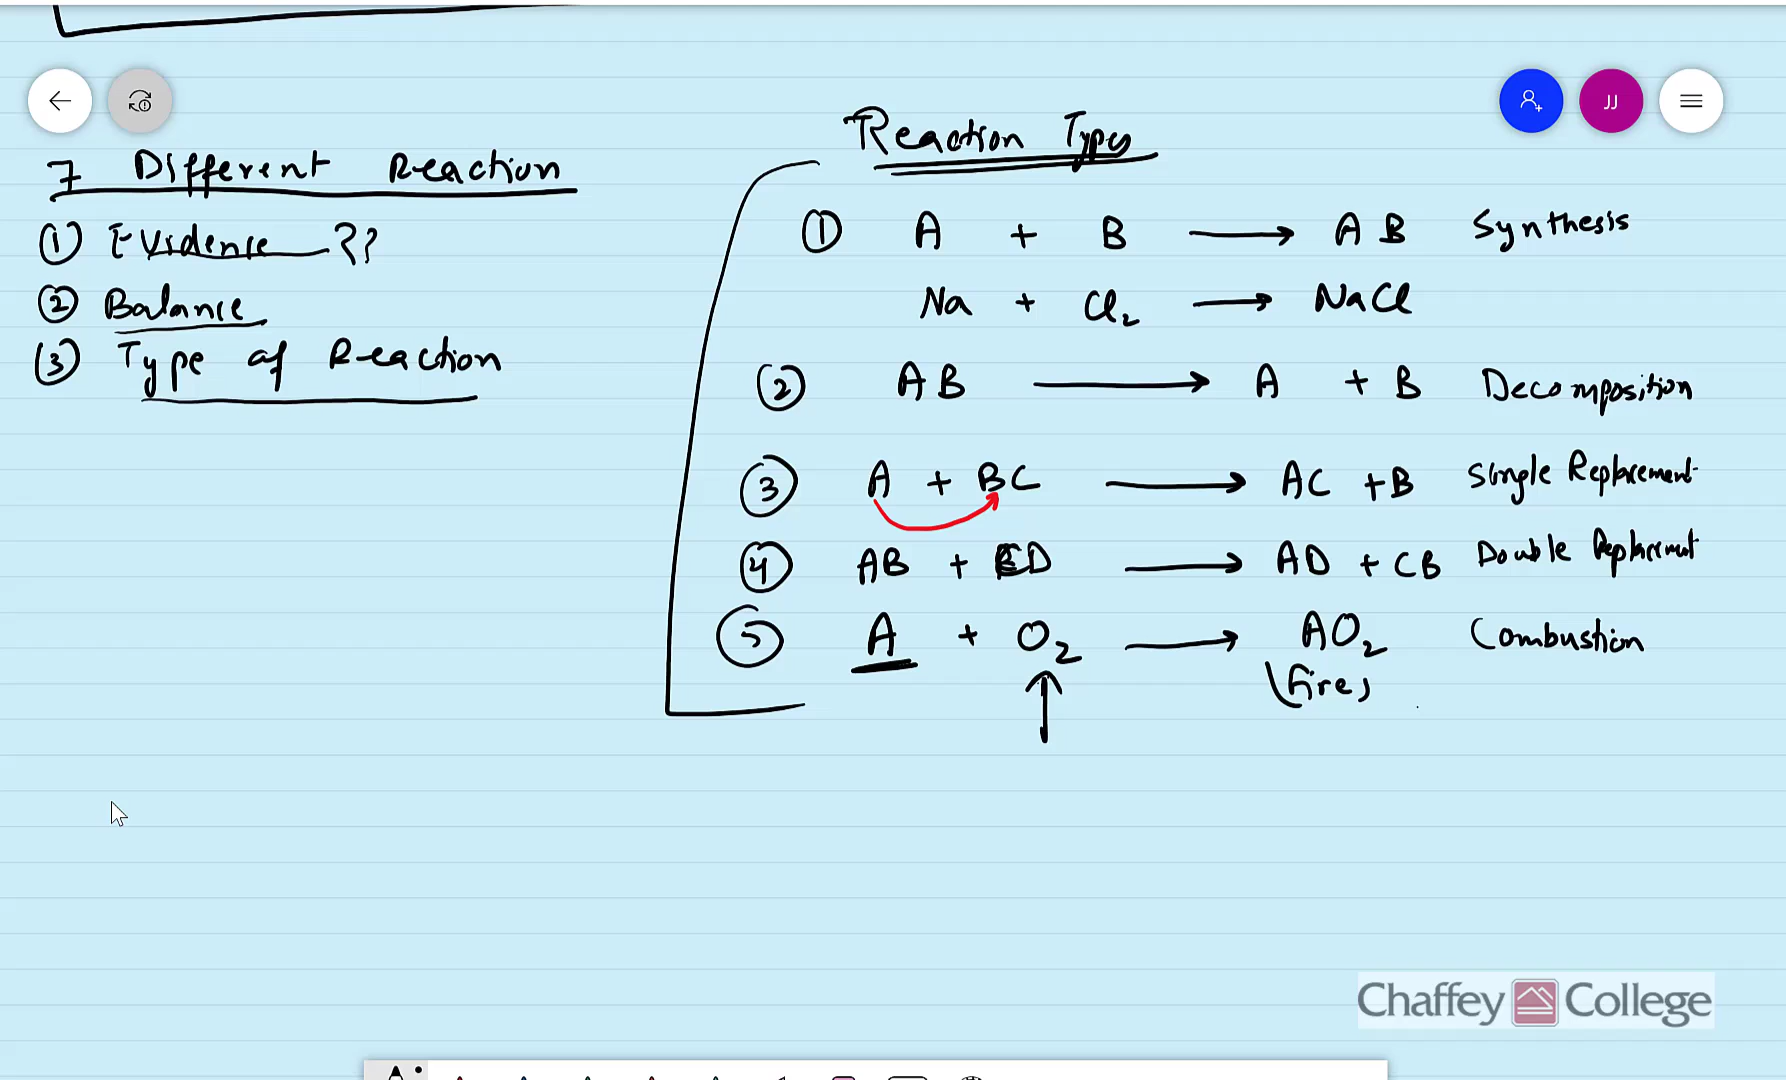 7 Different Reaction
① Evidence ??
② Balance
③ Type of Reaction
Reaction Types
① A + B → AB Synthesis
Na + Cl₂ → NaCl
② AB → A + B Decomposition
③ A + BC → AC + B Single Replacement
④ AB + CD → AD + CB Double Replacement
⑤ A + O₂ → AO₂ Combustion
(fire)
JJ
Chaffey College